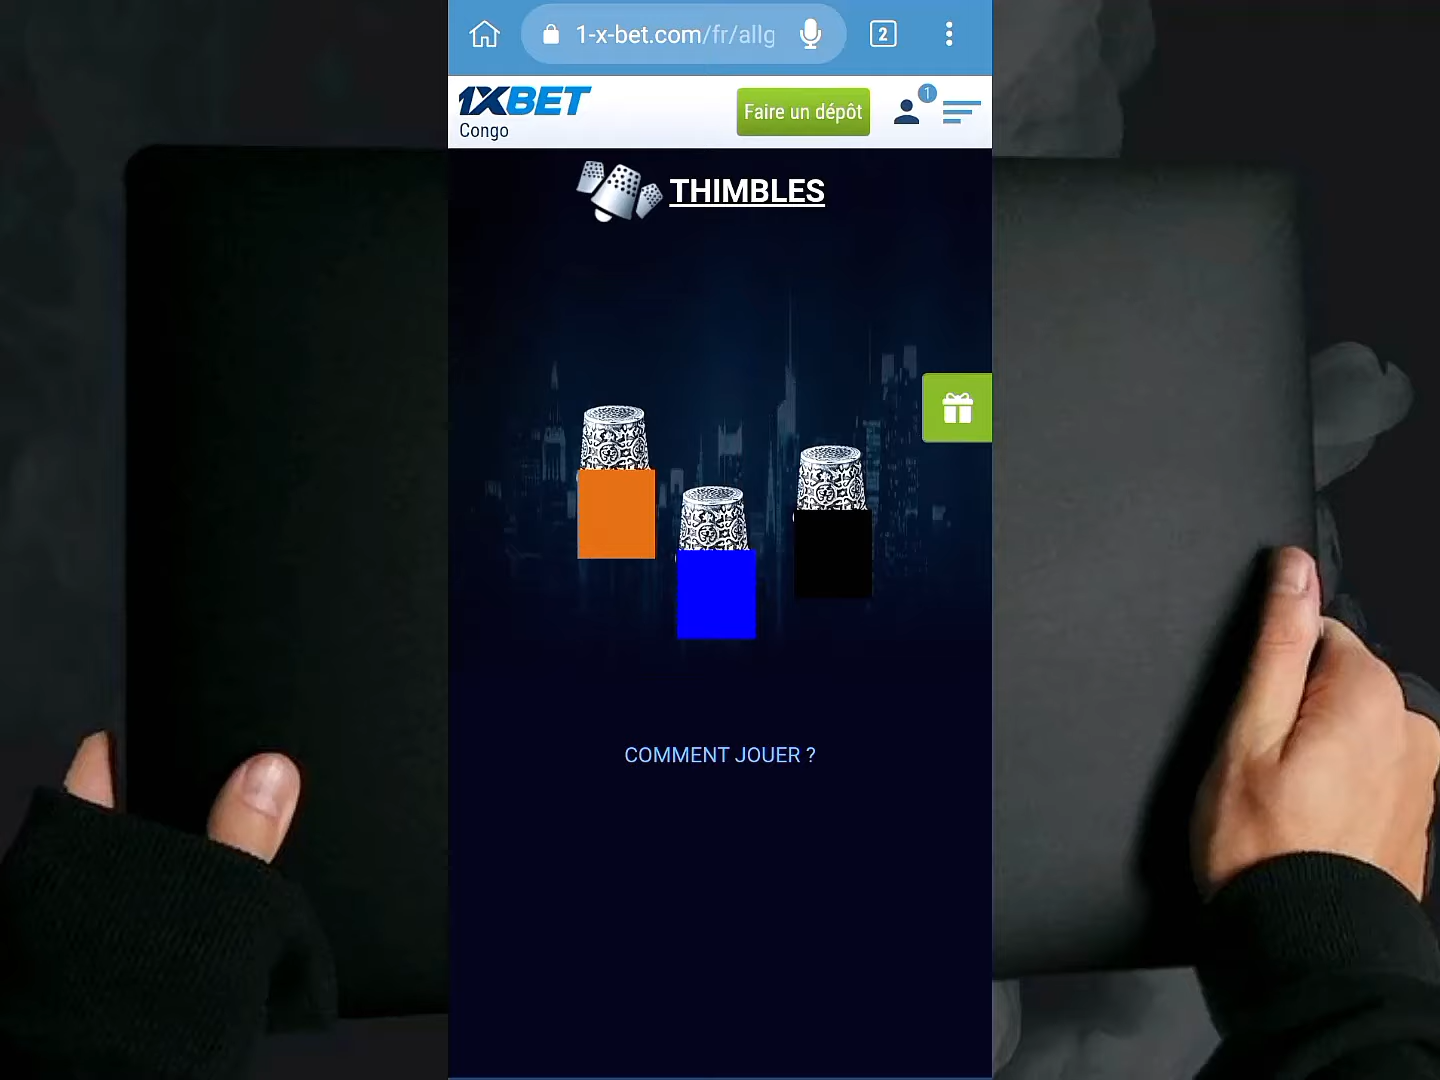 1-x-bet.com/fr/allg
2
1XBET
Congo
Faire un dépôt
1
THIMBLES
COMMENT JOUER ?